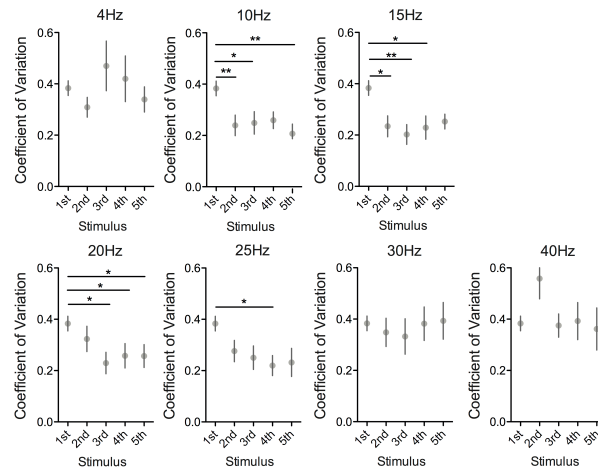 4Hz
Coefficient of Variation
0.6
0.4
0.2
0.0
1st
2nd
3rd
4th
5th
Stimulus
10Hz
Coefficient of Variation
0.6
0.4
0.2
0.0
**
*
**
1st
2nd
3rd
4th
5th
Stimulus
15Hz
Coefficient of Variation
0.6
0.4
0.2
0.0
*
**
*
1st
2nd
3rd
4th
5th
Stimulus
20Hz
Coefficient of Variation
0.6
0.4
0.2
0.0
*
*
*
1st
2nd
3rd
4th
5th
Stimulus
25Hz
Coefficient of Variation
0.6
0.4
0.2
0.0
*
1st
2nd
3rd
4th
5th
Stimulus
30Hz
Coefficient of Variation
0.6
0.4
0.2
0.0
1st
2nd
3rd
4th
5th
Stimulus
40Hz
Coefficient of Variation
0.6
0.4
0.2
0.0
1st
2nd
3rd
4th
5th
Stimulus